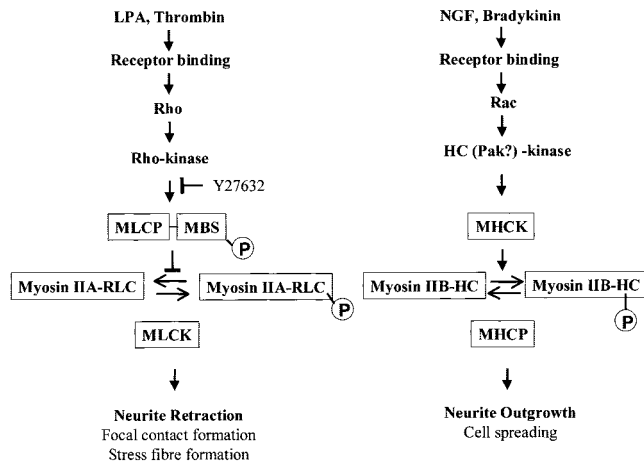 LPA, Thrombin
Receptor binding
Rho
Rho-kinase
Y27632
MLCP
MBS
P
Myosin IIA-RLC
Myosin IIA-RLC
P
MLCK
Neurite Retraction
Focal contact formation
Stress fibre formation
NGF, Bradykinin
Receptor binding
Rac
HC (Pak?) -kinase
MHCK
Myosin IIB-HC
Myosin IIB-HC
P
MHCP
Neurite Outgrowth
Cell spreading